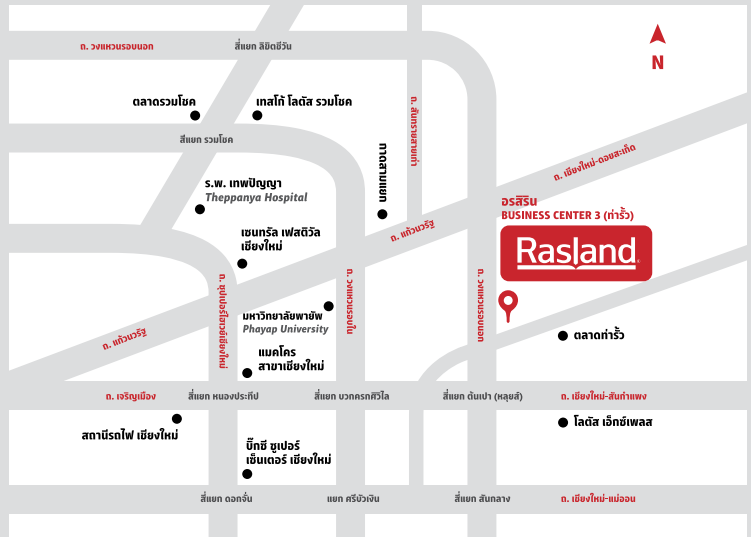 ถ. วงแหวนรอบนอก
สี่แยก ลิขิตชีวัน
N
ตลาดรวมโชค
เทสโก้ โลตัส รวมโชค
ถ. สันทรายสายเก่า
สี่แยก รวมโชค
กาดสามแยก
ถ. เชียงใหม่-ดอยสะเก็ด
ร.พ. เทพปัญญา
Theppanya Hospital
อรสิริน
BUSINESS CENTER 3 (ท่ารั้ว)
ถ. แก้วนวรัฐ
เซนทรัล เฟสติวัล
เชียงใหม่
Rasland
ถ. ซุปเปอร์ไฮเวย์เชียงใหม่
ถ. วงแหวนรอบใน
ถ. วงแหวนรอบนอก
มหาวิทยาลัยพายัพ
Phayap University
ถ. แก้วนวรัฐ
ตลาดท่ารั้ว
แมคโคร
สาขาเชียงใหม่
ถ. เจริญเมือง
สี่แยก หนองประทีป
สี่แยก บวกครกศิวิไล
สี่แยก ต้นเปา (หลุยส์)
ถ. เชียงใหม่-สันกำแพง
สถานีรถไฟ เชียงใหม่
โลตัส เอ็กซ์เพลส
บิ๊กซี ซูเปอร์
เซ็นเตอร์ เชียงใหม่
สี่แยก ดอกจั่น
แยก ศรีบัวเงิน
สี่แยก สันกลาง
ถ. เชียงใหม่-แม่ออน